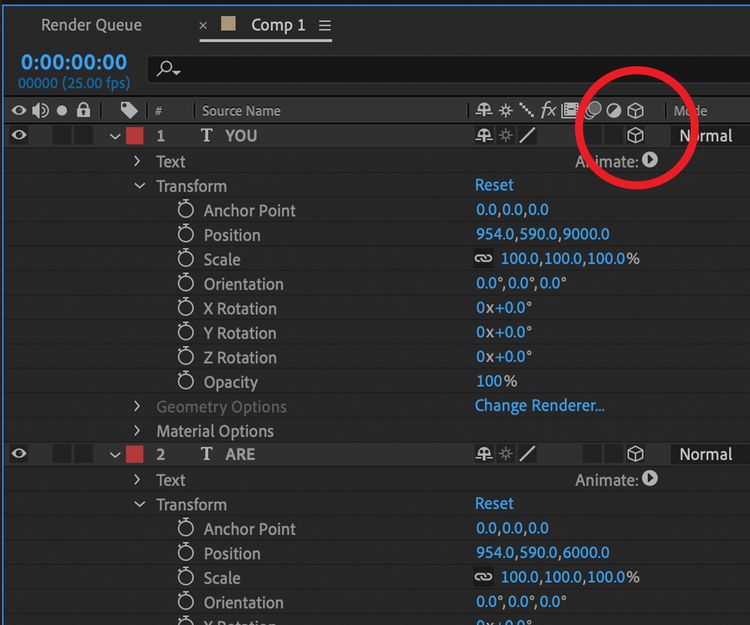 Render Queue × Comp 1
0:00:00:00
00000 (25.00 fps)
# Source Name fx Mode
1 T YOU Normal
Text Animate:
Transform Reset
Anchor Point 0.0,0.0,0.0
Position 954.0,590.0,9000.0
Scale 100.0,100.0,100.0%
Orientation 0.0°,0.0°,0.0°
X Rotation 0x+0.0°
Y Rotation 0x+0.0°
Z Rotation 0x+0.0°
Opacity 100%
Geometry Options Change Renderer...
Material Options
2 T ARE Normal
Text Animate:
Transform Reset
Anchor Point 0.0,0.0,0.0
Position 954.0,590.0,6000.0
Scale 100.0,100.0,100.0%
Orientation 0.0°,0.0°,0.0°
X Rotation 0x+0.0°